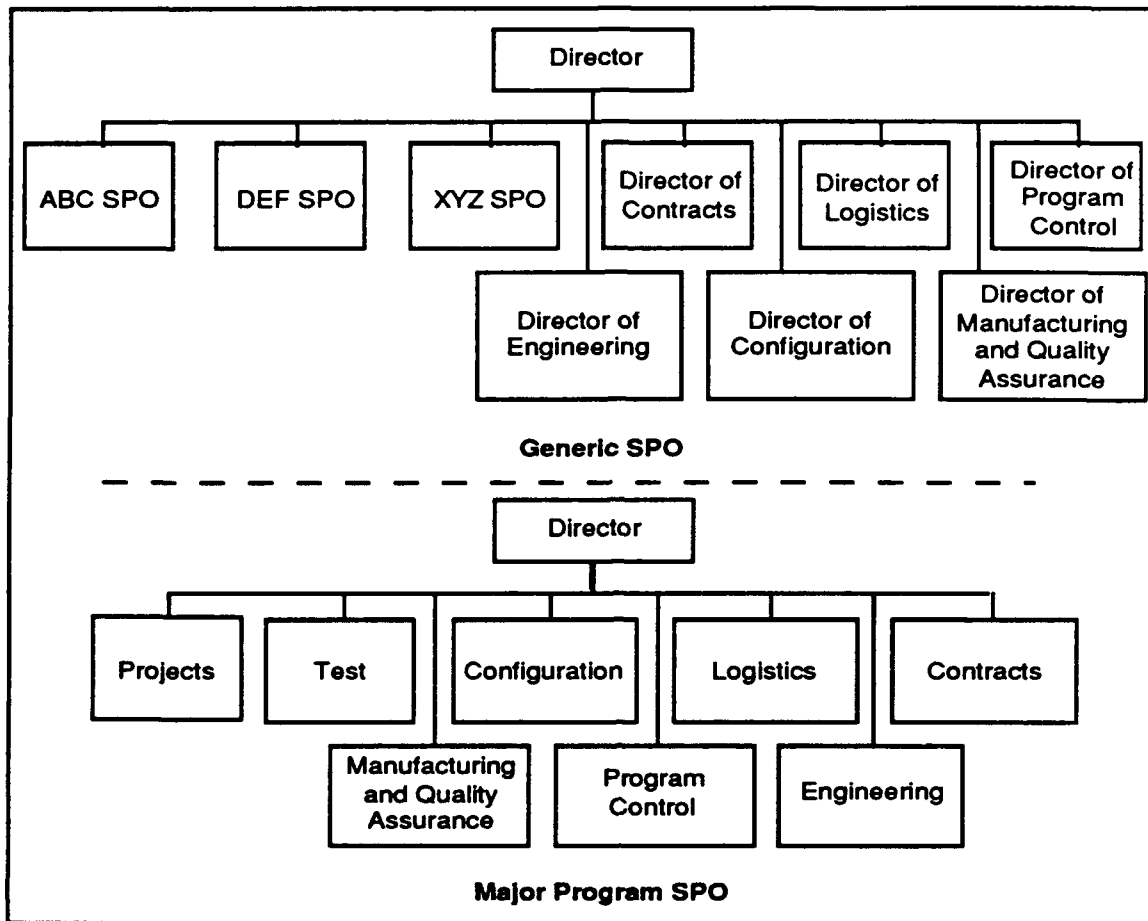 Director
ABC SPO
DEF SPO
XYZ SPO
Director of
Contracts
Director of
Logistics
Director of
Program
Control
Director of
Engineering
Director of
Configuration
Director of
Manufacturing
and Quality
Assurance
Generic SPO
Director
Projects
Test
Configuration
Logistics
Contracts
Manufacturing
and Quality
Assurance
Program
Control
Engineering
Major Program SPO